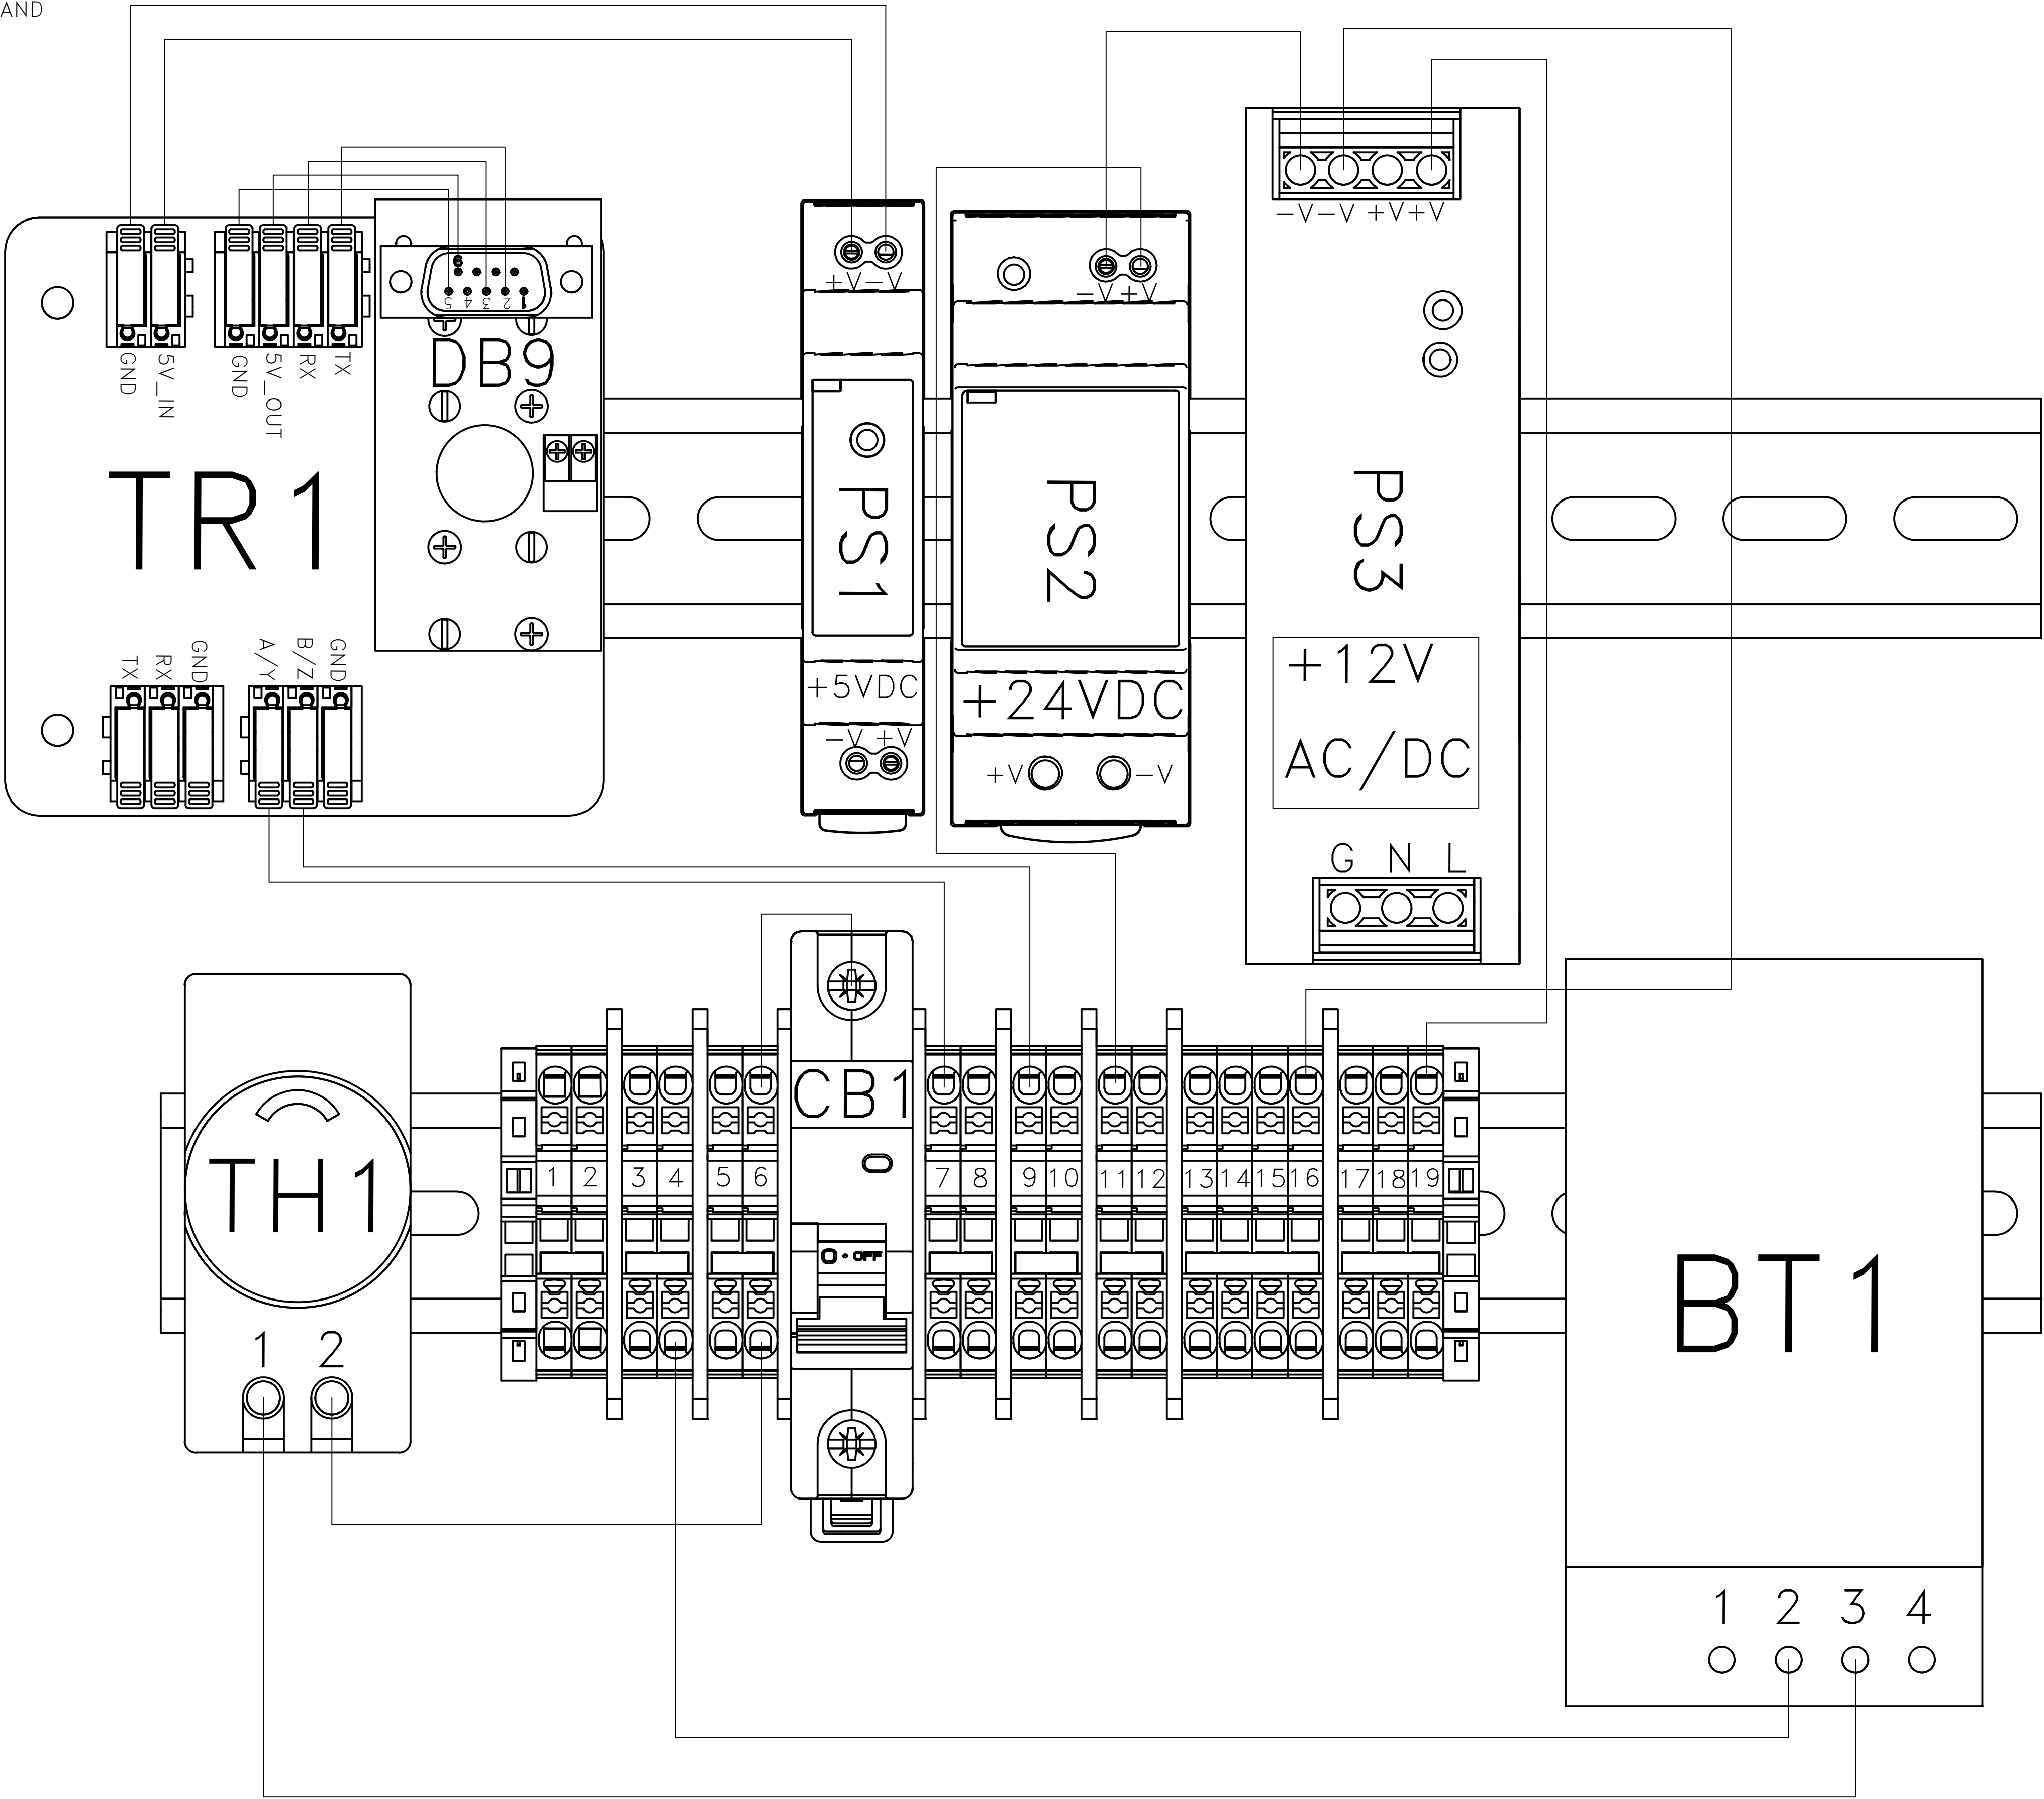 AND
-V -V +V +V
+V -V
-V +V
6
5 4 3 2 1
GND
5V_IN
GND
5V_OUT
RX
TX
DB9
TR1
PS1
PS2
PS3
TX
RX
GND
A/Y
B/Z
GND
+5VDC
+24VDC
+12V
AC/DC
-V +V
+V -V
G N L
CB1
TH1
1 2 3 4 5 6 7 8 9 10 11 12 13 14 15 16 17 18 19
O · OFF
BT1
1 2
1 2 3 4